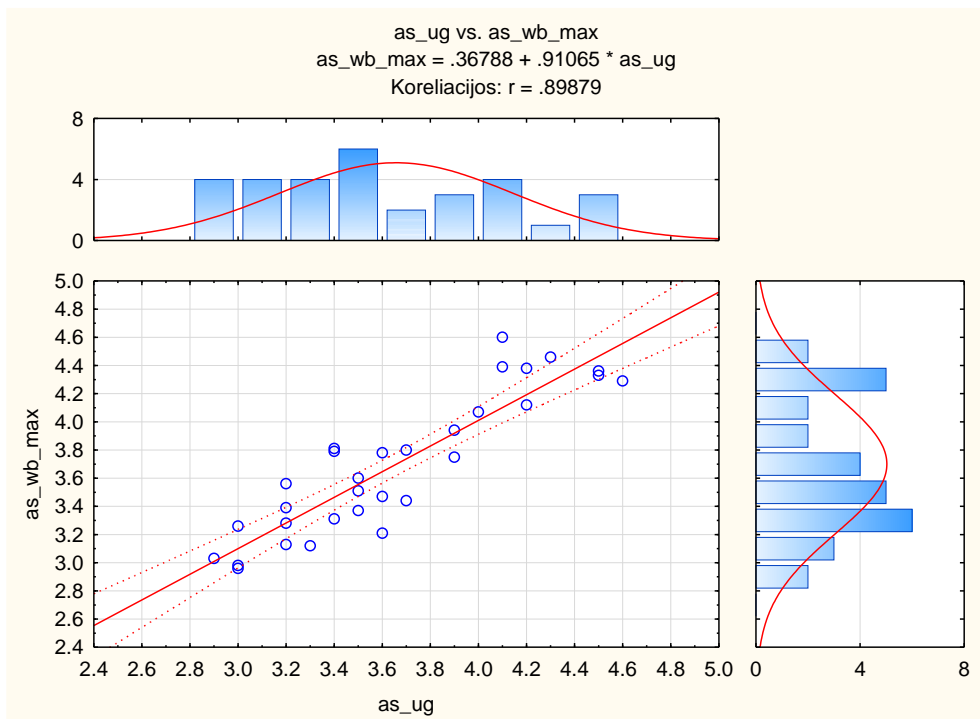 as_ug vs. as_wb_max
as_wb_max = .36788 + .91065 * as_ug
Koreliacijos: r = .89879
8
4
0
5.0
4.8
4.6
4.4
4.2
4.0
3.8
3.6
3.4
3.2
3.0
2.8
2.6
2.4
as_wb_max
2.4 2.6 2.8 3.0 3.2 3.4 3.6 3.8 4.0 4.2 4.4 4.6 4.8 5.0
as_ug
0 4 8